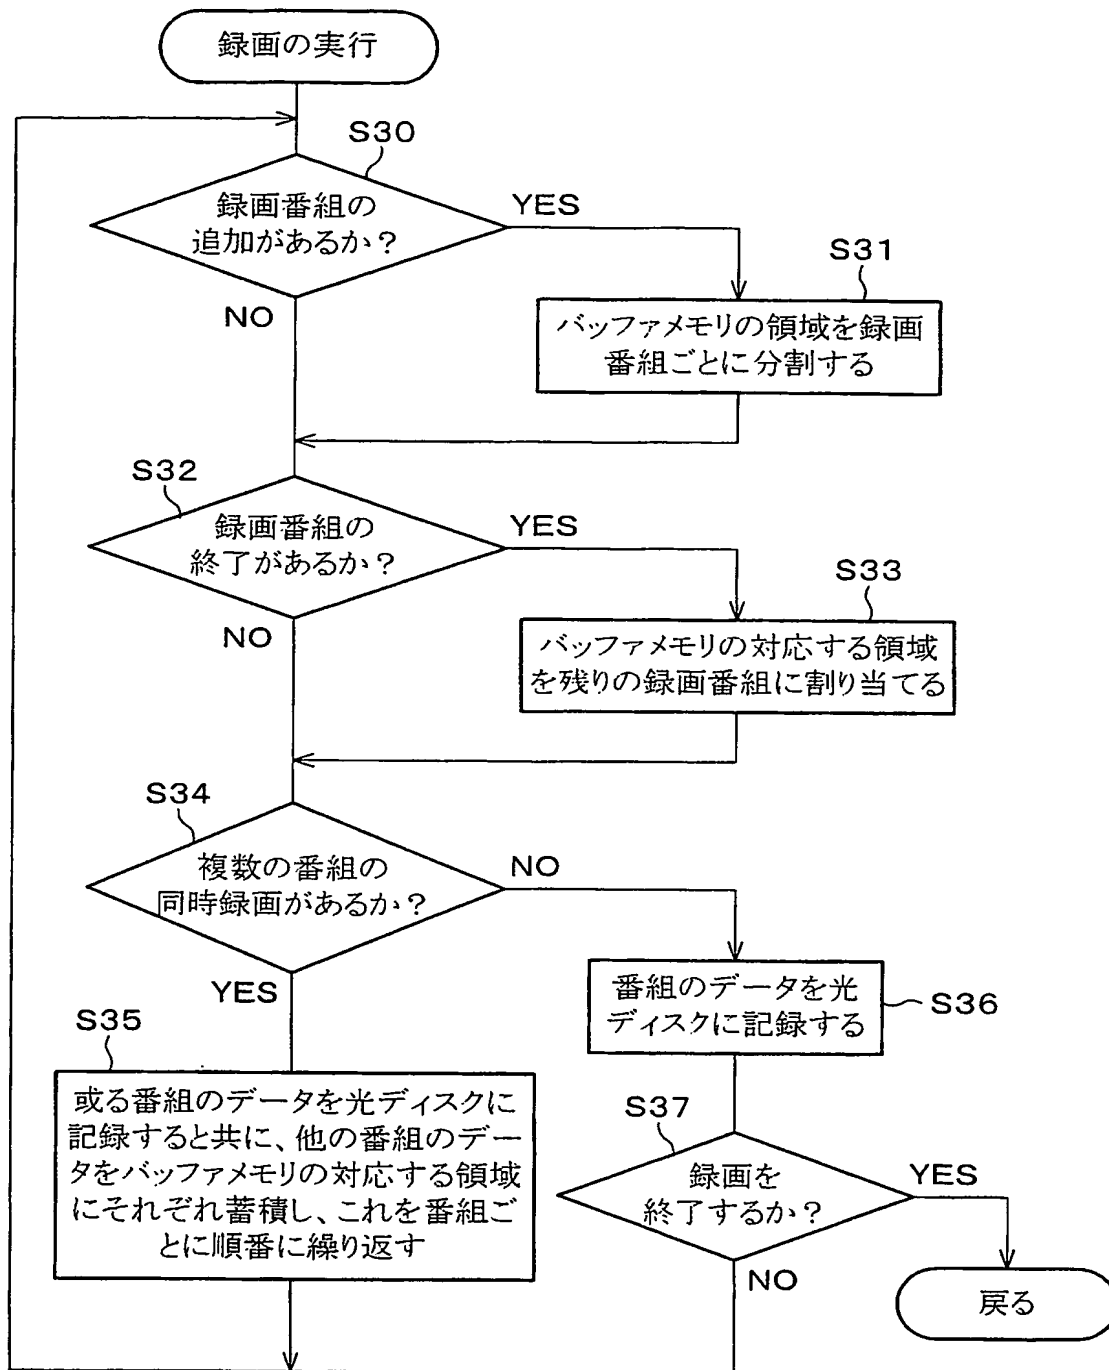 録画の実行
S30
録画番組の
追加があるか？
YES
NO
S31
バッファメモリの領域を録画
番組ごとに分割する
S32
録画番組の
終了があるか？
YES
NO
S33
バッファメモリの対応する領域
を残りの録画番組に割り当てる
S34
複数の番組の
同時録画があるか？
NO
YES
S35
或る番組のデータを光ディスクに
記録すると共に、他の番組のデー
タをバッファメモリの対応する領域
にそれぞれ蓄積し、これを番組ご
とに順番に繰り返す
番組のデータを光
ディスクに記録する
S36
S37
録画を
終了するか？
YES
NO
戻る